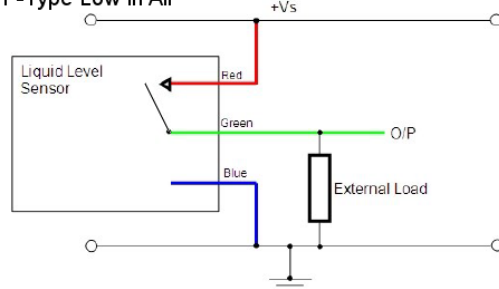 +Vs
Liquid Level
Sensor
Red
Green
O/P
Blue
External Load